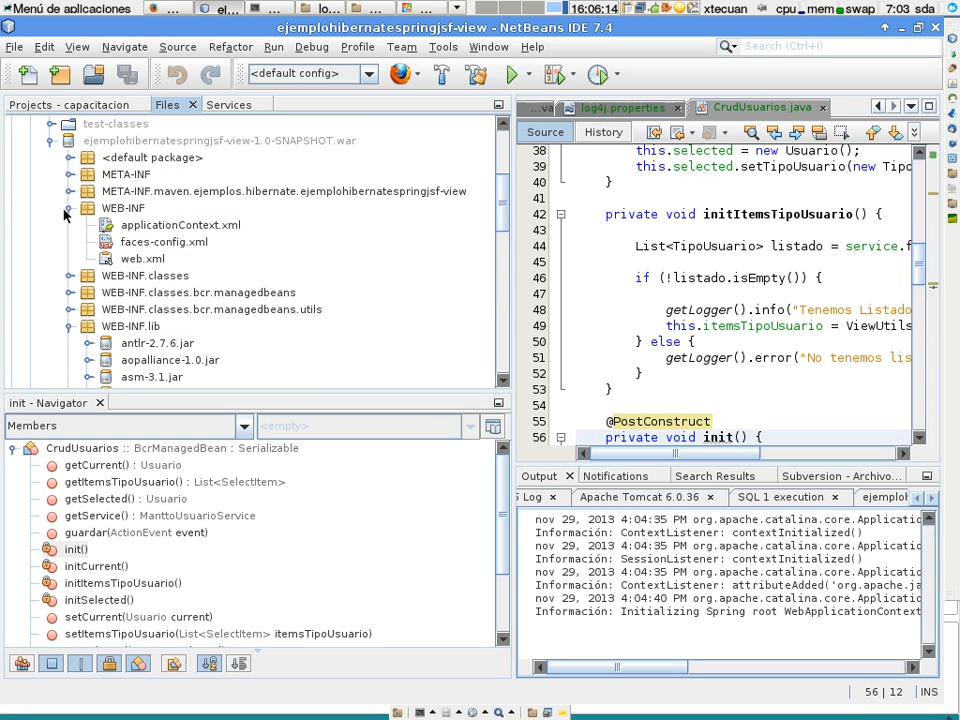 Menú de aplicaciones
el...
lo...
16:06:14
xtecuan
cpu
mem
swap
7:03 sda
ejemplohibernatespringjsf-view - NetBeans IDE 7.4
File Edit View Navigate Source Refactor Run Debug Profile Team Tools Window Help
Search (Ctrl+I)
<default config>
Projects - capacitacion
Files
Services
test-classes
ejemplohibernatespringjsf-view-1.0-SNAPSHOT.war
<default package>
META-INF
META-INF.maven.ejemplos.hibernate.ejemplohibernatespringjsf-view
WEB-INF
applicationContext.xml
faces-config.xml
web.xml
WEB-INF.classes
WEB-INF.classes.bcr.managedbeans
WEB-INF.classes.bcr.managedbeans.utils
WEB-INF.lib
antlr-2.7.6.jar
aopalliance-1.0.jar
asm-3.1.jar
init - Navigator
Members
<empty>
CrudUsuarios :: BcrManagedBean : Serializable
getCurrent() : Usuario
getItemsTipoUsuario() : List<SelectItem>
getSelected() : Usuario
getService() : ManttoUsuarioService
guardar(ActionEvent event)
init()
initCurrent()
initItemsTipoUsuario()
initSelected()
setCurrent(Usuario current)
setItemsTipoUsuario(List<SelectItem> itemsTipoUsuario)
...va
log4j.properties
CrudUsuarios.java
Source
History
38 this.selected = new Usuario();
39 this.selected.setTipoUsuario(new Tipo
40 }
41
42 private void initItemsTipoUsuario() {
43
44 List<TipoUsuario> listado = service.f
45
46 if (!listado.isEmpty()) {
47
48 getLogger().info("Tenemos Listado
49 this.itemsTipoUsuario = ViewUtils
50 } else {
51 getLogger().error("No tenemos lis
52 }
53 }
54
55 @PostConstruct
56 private void init() {
Output
Notifications
Search Results
Subversion - Archivo...
Log
Apache Tomcat 6.0.36
SQL 1 execution
ejemplo
nov 29, 2013 4:04:35 PM org.apache.catalina.core.Applicatio
Información: ContextListener: contextInitialized()
nov 29, 2013 4:04:35 PM org.apache.catalina.core.Applicatio
Información: SessionListener: contextInitialized()
nov 29, 2013 4:04:35 PM org.apache.catalina.core.Applicatio
Información: ContextListener: attributeAdded('org.apache.ja
nov 29, 2013 4:04:40 PM org.apache.catalina.core.Applicatio
Información: Initializing Spring root WebApplicationContext
56 | 12
INS